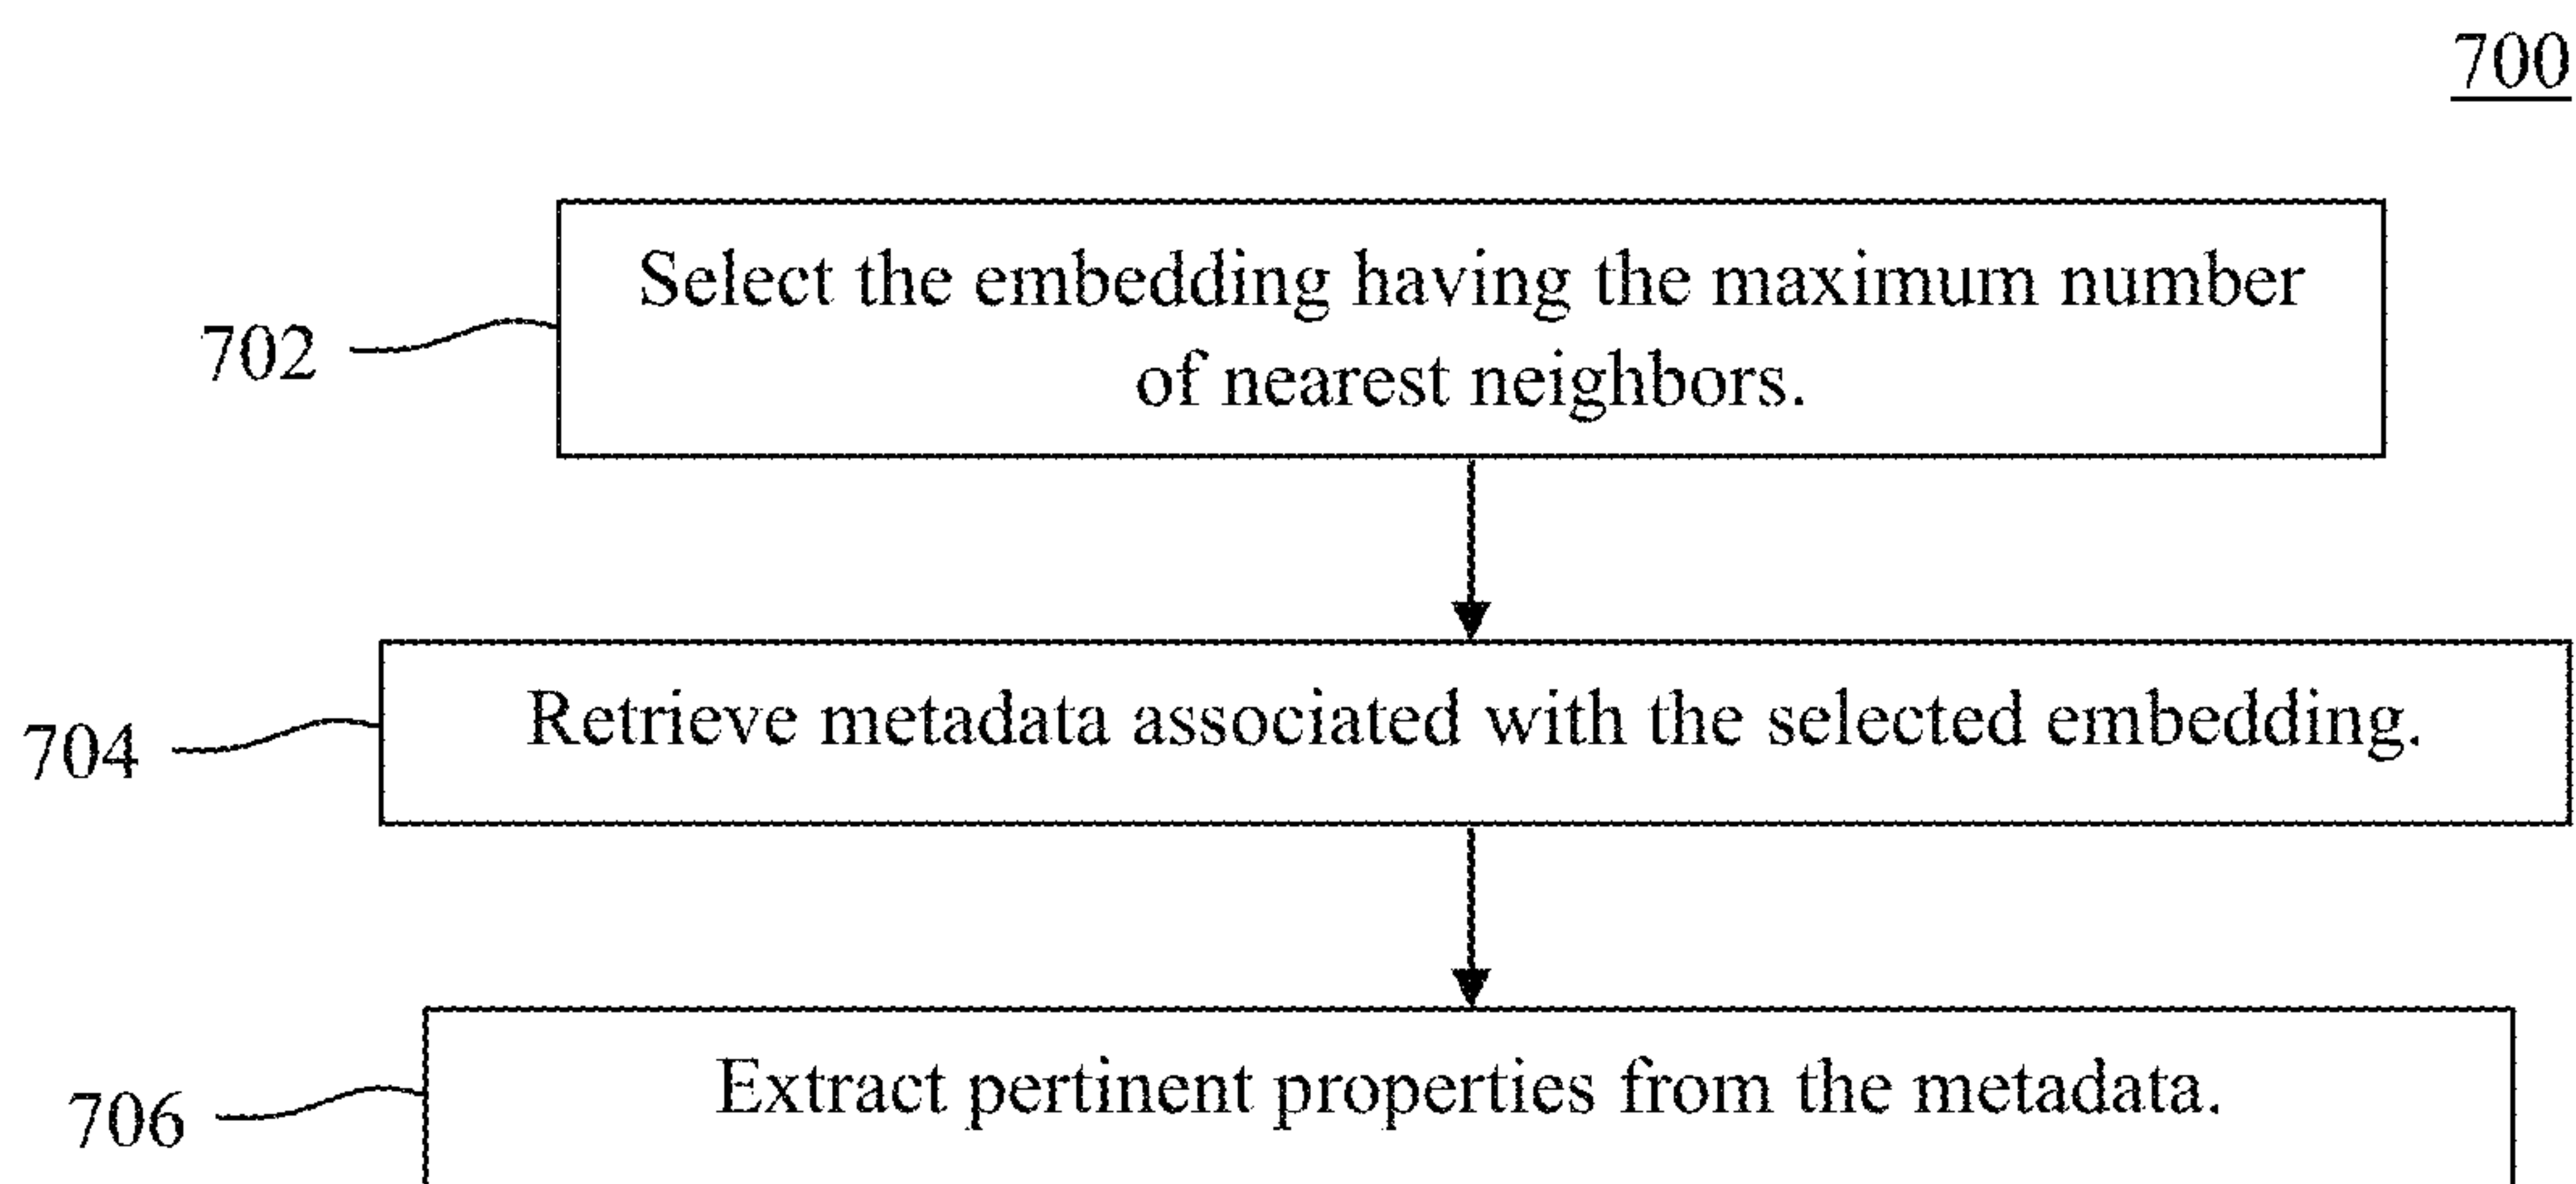 700
702
Select the embedding having the maximum number
of nearest neighbors.
704
Retrieve metadata associated with the selected embedding.
706
Extract pertinent properties from the metadata.